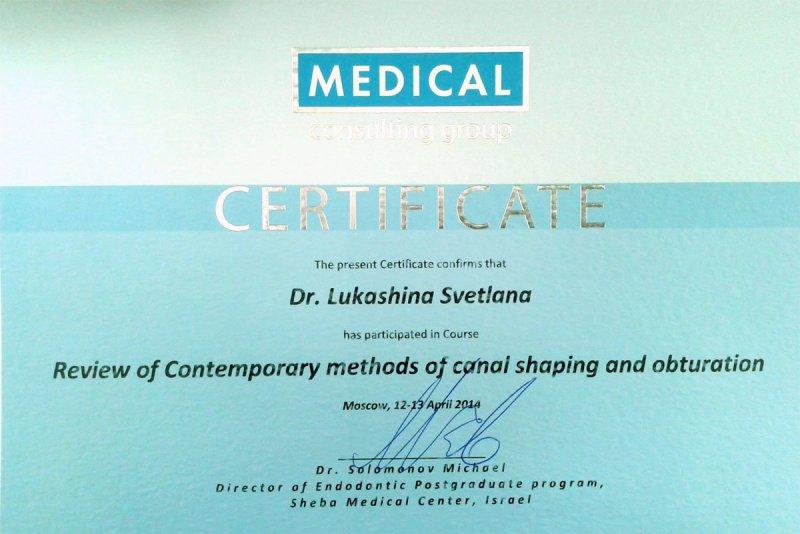 MEDICAL
consulting group
CERTIFICATE
The present Certificate confirms that
Dr. Lukashina Svetlana
has participated in Course
Review of Contemporary methods of canal shaping and obturation
Moscow, 12-13 April 2014
Dr. Solomonov Michael
Director of Endodontic Postgraduate program,
Sheba Medical Center, Israel